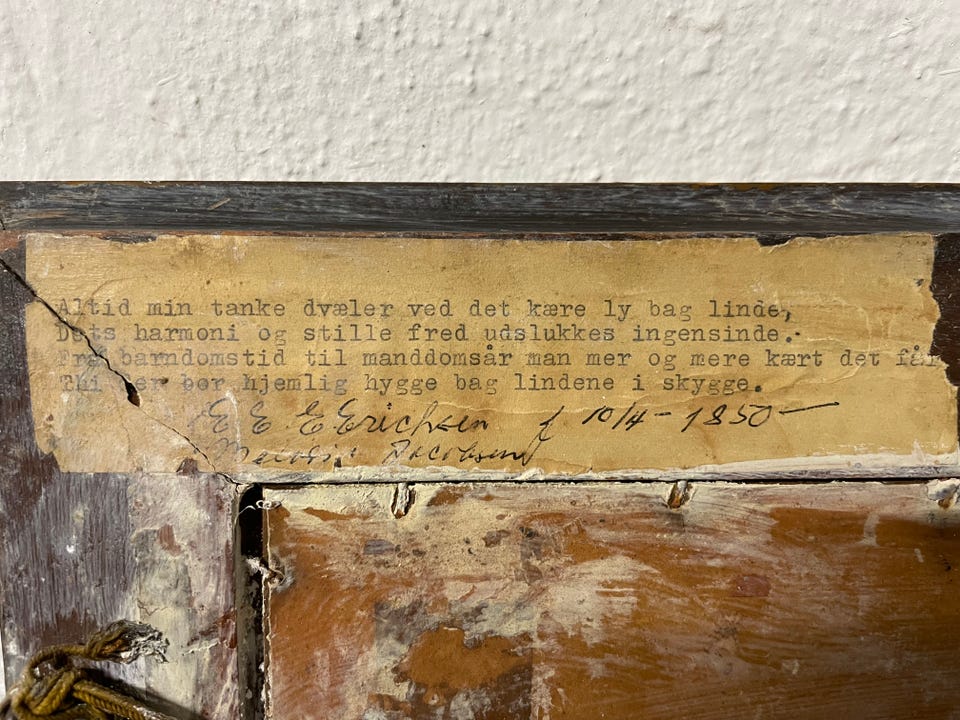 Altid min tanke dvæler ved det kære ly bag linde,
Dets harmoni og stille fred udslukkes ingensinde.
Fra barndomstid til manddomsår man mer og mere kært det får
Thi her bor hjemlig hygge bag lindene i skygge.
E E E Erichsen f 10/4-1850-
Jacobsen